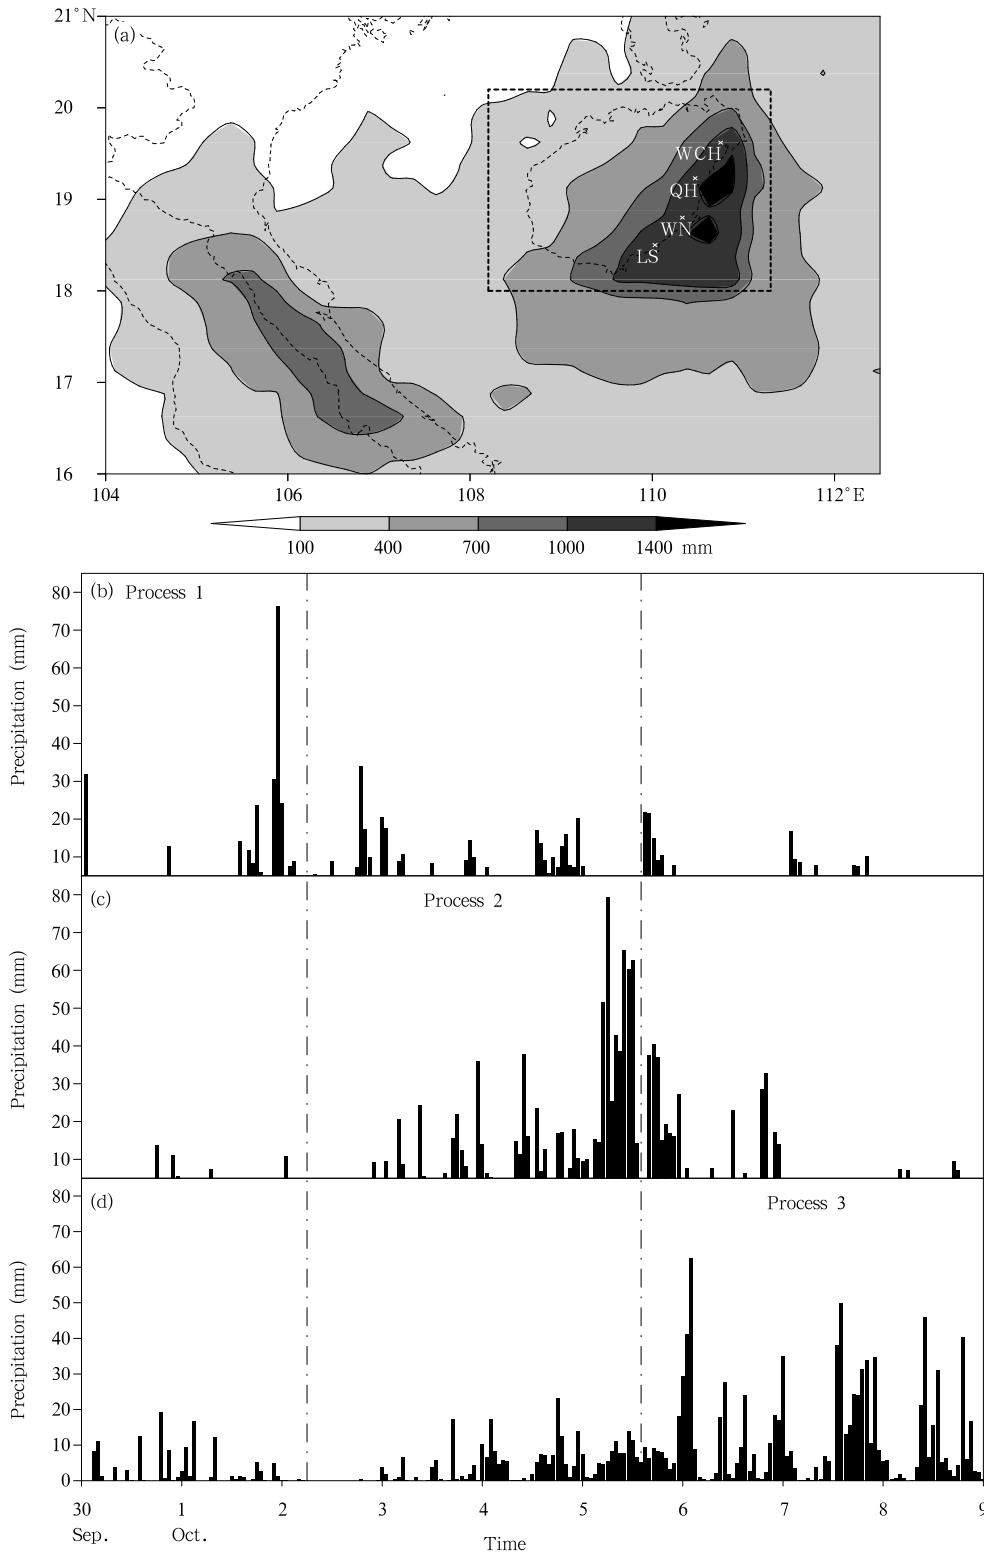 21°N
(a)
20
19
18
17
16
WCH
QH
WN
LS
104 106 108 110 112°E
100 400 700 1000 1400 mm
(b) Process 1
80
70
60
50
40
30
20
10
Precipitation (mm)
(c) Process 2
80
70
60
50
40
30
20
10
Precipitation (mm)
(d) Process 3
80
70
60
50
40
30
20
10
0
Precipitation (mm)
30 1 2 3 4 5 6 7 8 9
Sep. Oct.
Time